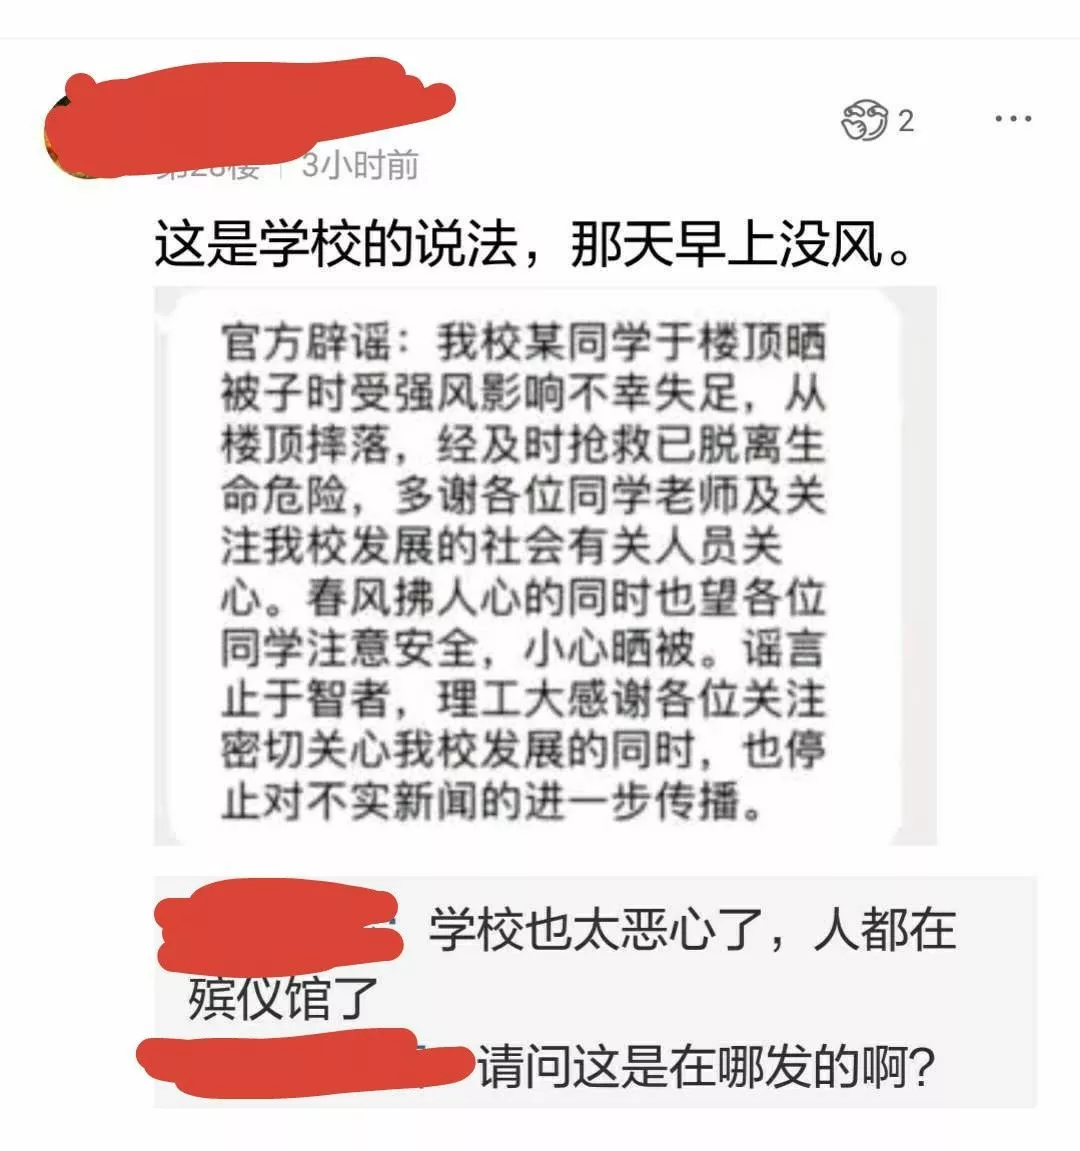 2
3小时前
这是学校的说法，那天早上没风。
官方辟谣：我校某同学于楼顶晒
被子时受强风影响不幸失足，从
楼顶摔落，经及时抢救已脱离生
命危险，多谢各位同学老师及关
注我校发展的社会有关人员关
心。春风拂人心的同时也望各位
同学注意安全，小心晒被。谣言
止于智者，理工大感谢各位关注
密切关心我校发展的同时，也停
止对不实新闻的进一步传播。
学校也太恶心了，人都在
殡仪馆了
请问这是在哪发的啊？